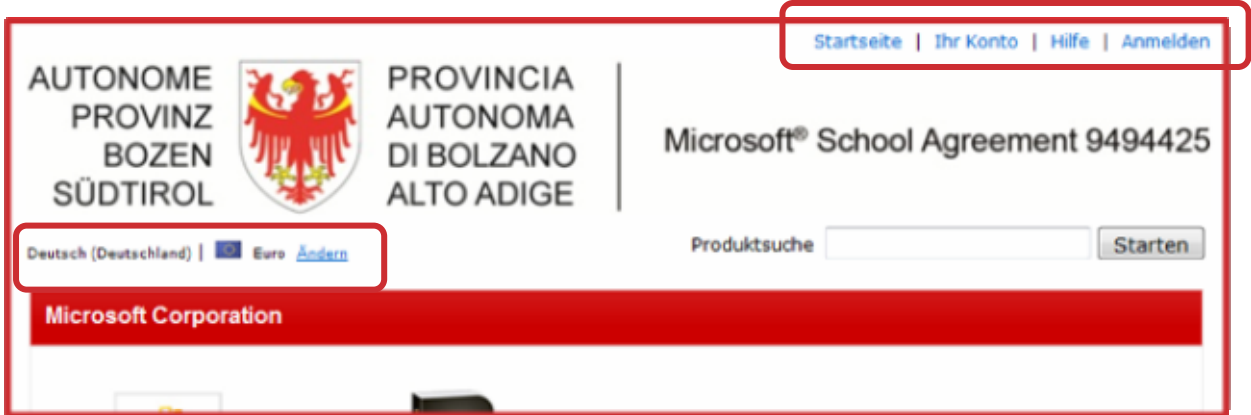 Startseite | Ihr Konto | Hilfe | Anmelden
AUTONOME
PROVINZ
BOZEN
SÜDTIROL
PROVINCIA
AUTONOMA
DI BOLZANO
ALTO ADIGE
Microsoft® School Agreement 9494425
Deutsch (Deutschland) | Euro Ändern
Produktsuche Starten
Microsoft Corporation